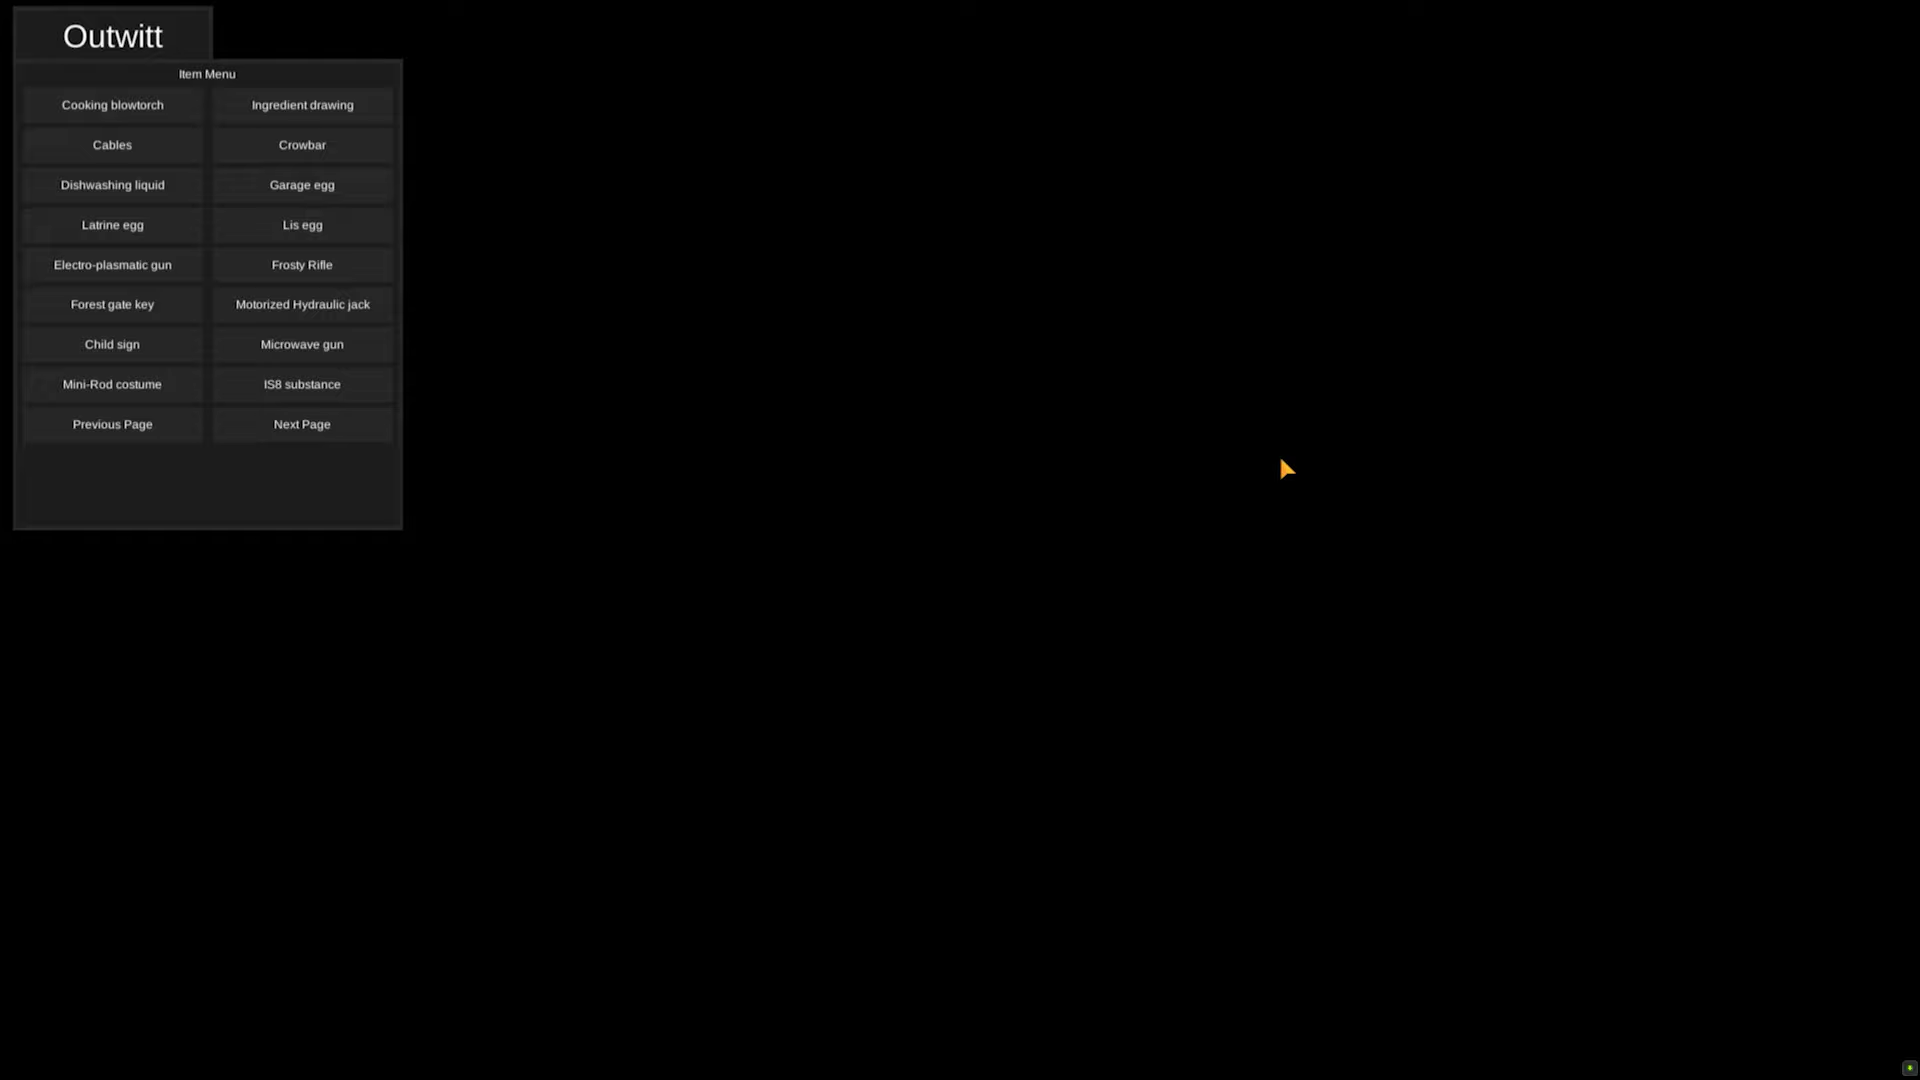 Outwitt
Item Menu
Cooking blowtorch Ingredient drawing
Cables Crowbar
Dishwashing liquid Garage egg
Latrine egg Lis egg
Electro-plasmatic gun Frosty Rifle
Forest gate key Motorized Hydraulic jack
Child sign Microwave gun
Mini-Rod costume IS8 substance
Previous Page Next Page